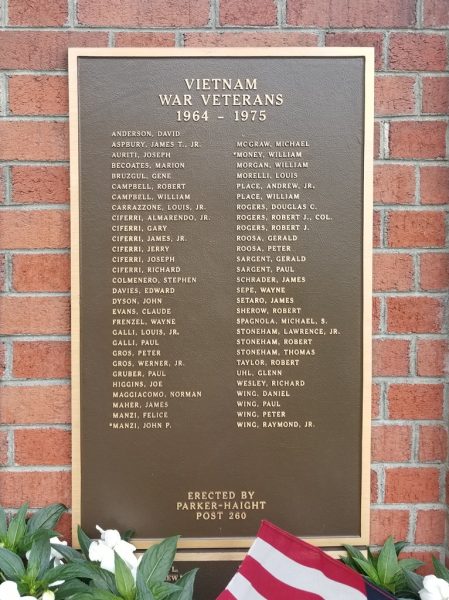 VIETNAM
WAR VETERANS
1964 - 1975
ANDERSON, DAVID
ASPBURY, JAMES T., JR.
AURITI, JOSEPH
BECOATES, MARION
BRUZGUL, GENE
CAMPBELL, ROBERT
CAMPBELL, WILLIAM
CARRAZZONE, LOUIS, JR.
CIFERRI, ALMARENDO, JR.
CIFERRI, GARY
CIFERRI, JAMES, JR.
CIFERRI, JERRY
CIFERRI, JOSEPH
CIFERRI, RICHARD
COLMENERO, STEPHEN
DAVIES, EDWARD
DYSON, JOHN
EVANS, CLAUDE
FRENZEL, WAYNE
GALLI, LOUIS, JR.
GALLI, PAUL
GROS, PETER
GROS, WERNER, JR.
GRUBER, PAUL
HIGGINS, JOE
MAGGIACOMO, NORMAN
MAHER, JAMES
MANZI, FELICE
*MANZI, JOHN P.
MCGRAW, MICHAEL
*MONEY, WILLIAM
MORGAN, WILLIAM
MORELLI, LOUIS
PLACE, ANDREW, JR.
PLACE, WILLIAM
ROGERS, DOUGLAS C.
ROGERS, ROBERT J., COL.
ROGERS, ROBERT J.
ROOSA, GERALD
ROOSA, PETER
SARGENT, GERALD
SARGENT, PAUL
SCHRADER, JAMES
SEPE, WAYNE
SETARO, JAMES
SHEROW, ROBERT
SPAGNOLA, MICHAEL, S.
STONEHAM, LAWRENCE, JR.
STONEHAM, ROBERT
STONEHAM, THOMAS
TAYLOR, ROBERT
UHL, GLENN
WESLEY, RICHARD
WING, DANIEL
WING, PAUL
WING, PETER
WING, RAYMOND, JR.
ERECTED BY
PARKER-HAIGHT
POST 260